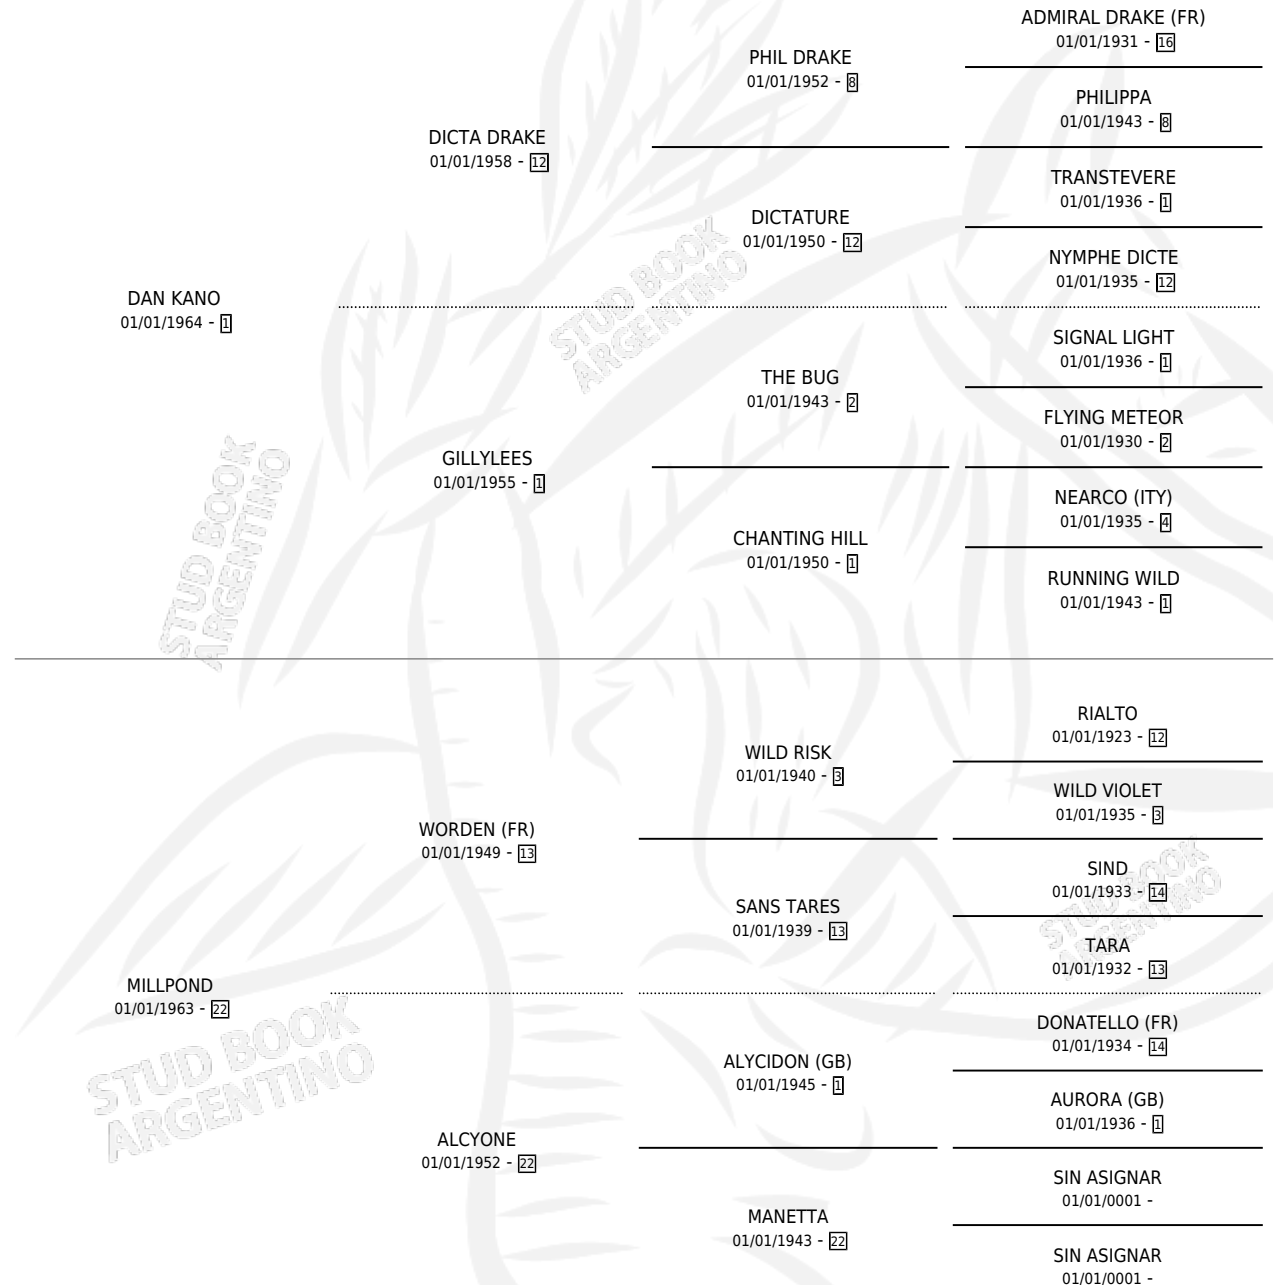 ADMIRAL DRAKE (FR)
01/01/1931 - 16
PHIL DRAKE
01/01/1952 - 8
PHILIPPA
01/01/1943 - 8
DICTA DRAKE
01/01/1958 - 12
TRANSTEVERE
01/01/1936 - 1
DICTATURE
01/01/1950 - 12
NYMPHE DICTE
01/01/1935 - 12
DAN KANO
01/01/1964 - 1
SIGNAL LIGHT
01/01/1936 - 1
THE BUG
01/01/1943 - 2
FLYING METEOR
01/01/1930 - 2
GILLYLEES
01/01/1955 - 1
NEARCO (ITY)
01/01/1935 - 4
CHANTING HILL
01/01/1950 - 1
RUNNING WILD
01/01/1943 - 1
RIALTO
01/01/1923 - 12
WILD RISK
01/01/1940 - 3
WILD VIOLET
01/01/1935 - 3
WORDEN (FR)
01/01/1949 - 13
SIND
01/01/1933 - 14
SANS TARES
01/01/1939 - 13
TARA
01/01/1932 - 13
MILLPOND
01/01/1963 - 22
DONATELLO (FR)
01/01/1934 - 14
ALYCIDON (GB)
01/01/1945 - 1
AURORA (GB)
01/01/1936 - 1
ALCYONE
01/01/1952 - 22
SIN ASIGNAR
01/01/0001 -
MANETTA
01/01/1943 - 22
SIN ASIGNAR
01/01/0001 -
STUD BOOK
ARGENTINO
STUD BOOK
ARGENTINO
STUD BOOK
ARGENTINO
STUD BOOK
ARGENTINO